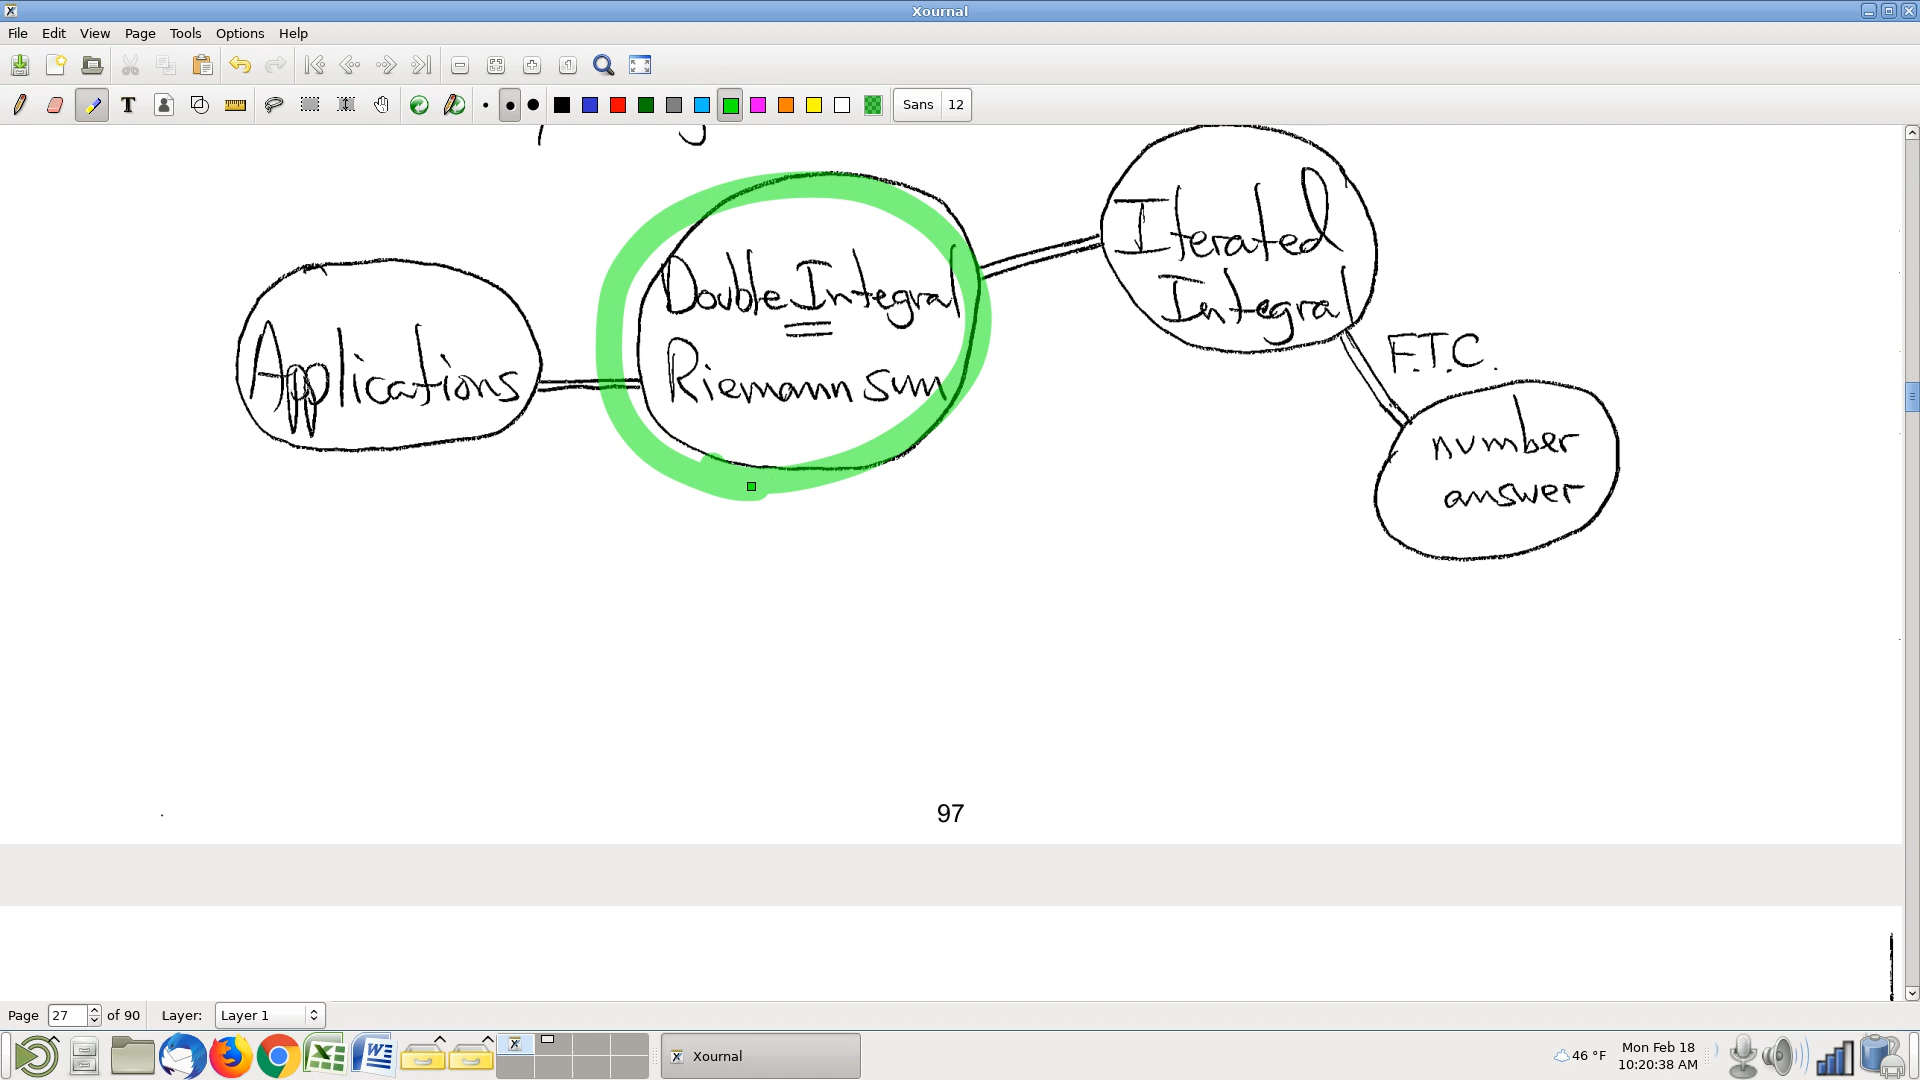 Xournal
File Edit View Page Tools Options Help
Sans 12
Iterated
Integral
Double Integral
=
Riemann sum
Applications
F.T.C.
number
answer
97
Page 27 of 90 Layer: Layer 1
Xournal
46 °F
Mon Feb 18
10:20:38 AM